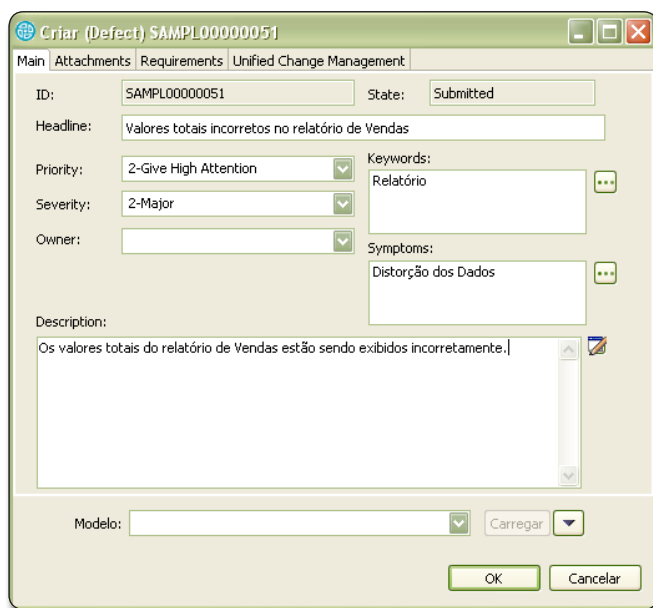 Criar (Defect) SAMPL00000051
Main Attachments Requirements Unified Change Management
ID: SAMPL00000051 State: Submitted
Headline: Valores totais incorretos no relatório de Vendas
Priority: 2-Give High Attention
Severity: 2-Major
Owner:
Keywords:
Relatório
Symptoms:
Distorção dos Dados
Description:
Os valores totais do relatório de Vendas estão sendo exibidos incorretamente.
Modelo: Carregar
OK Cancelar